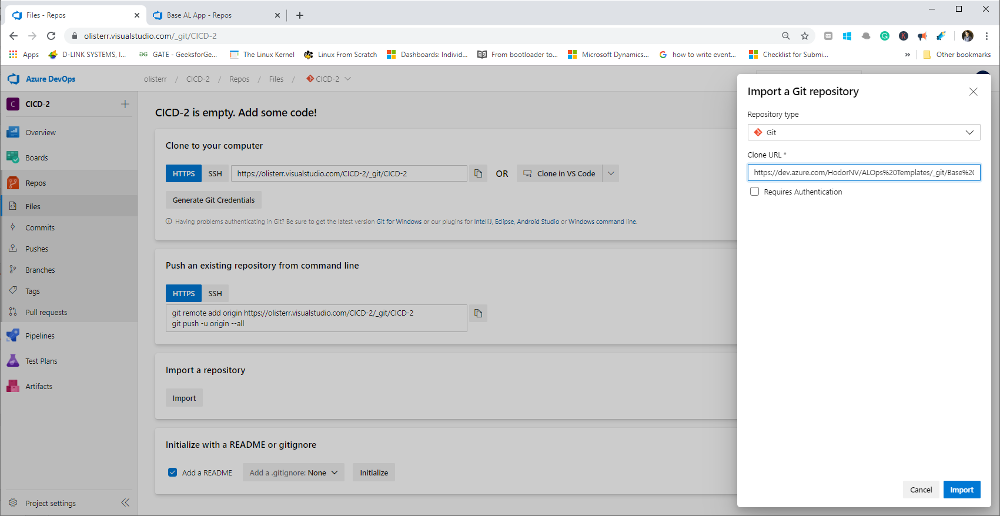 Files - Repos
Base AL App - Repos
olisterr.visualstudio.com/_git/CICD-2
Apps
D-LINK SYSTEMS, I...
GATE - GeeksforGe...
The Linux Kernel
Linux From Scratch
Dashboards: Individ...
From bootloader to...
Microsoft Dynamics...
how to write event...
Checklist for Submi...
»
Other bookmarks
Azure DevOps
olisterr / CICD-2 / Repos / Files / CICD-2
C CICD-2
Overview
Boards
Repos
Files
Commits
Pushes
Branches
Tags
Pull requests
Pipelines
Test Plans
Artifacts
Project settings
CICD-2 is empty. Add some code!
Clone to your computer
HTTPS SSH https://olisterr.visualstudio.com/CICD-2/_git/CICD-2 OR Clone in VS Code
Generate Git Credentials
Having problems authenticating in Git? Be sure to get the latest version Git for Windows or our plugins for IntelliJ, Eclipse, Android Studio or Windows command line.
Push an existing repository from command line
HTTPS SSH
git remote add origin https://olisterr.visualstudio.com/CICD-2/_git/CICD-2
git push -u origin --all
Import a repository
Import
Initialize with a README or gitignore
Add a README Add a .gitignore: None Initialize
Import a Git repository
Repository type
Git
Clone URL *
https://dev.azure.com/HodorNV/ALOps%20Templates/_git/Base%20
Requires Authentication
Cancel Import